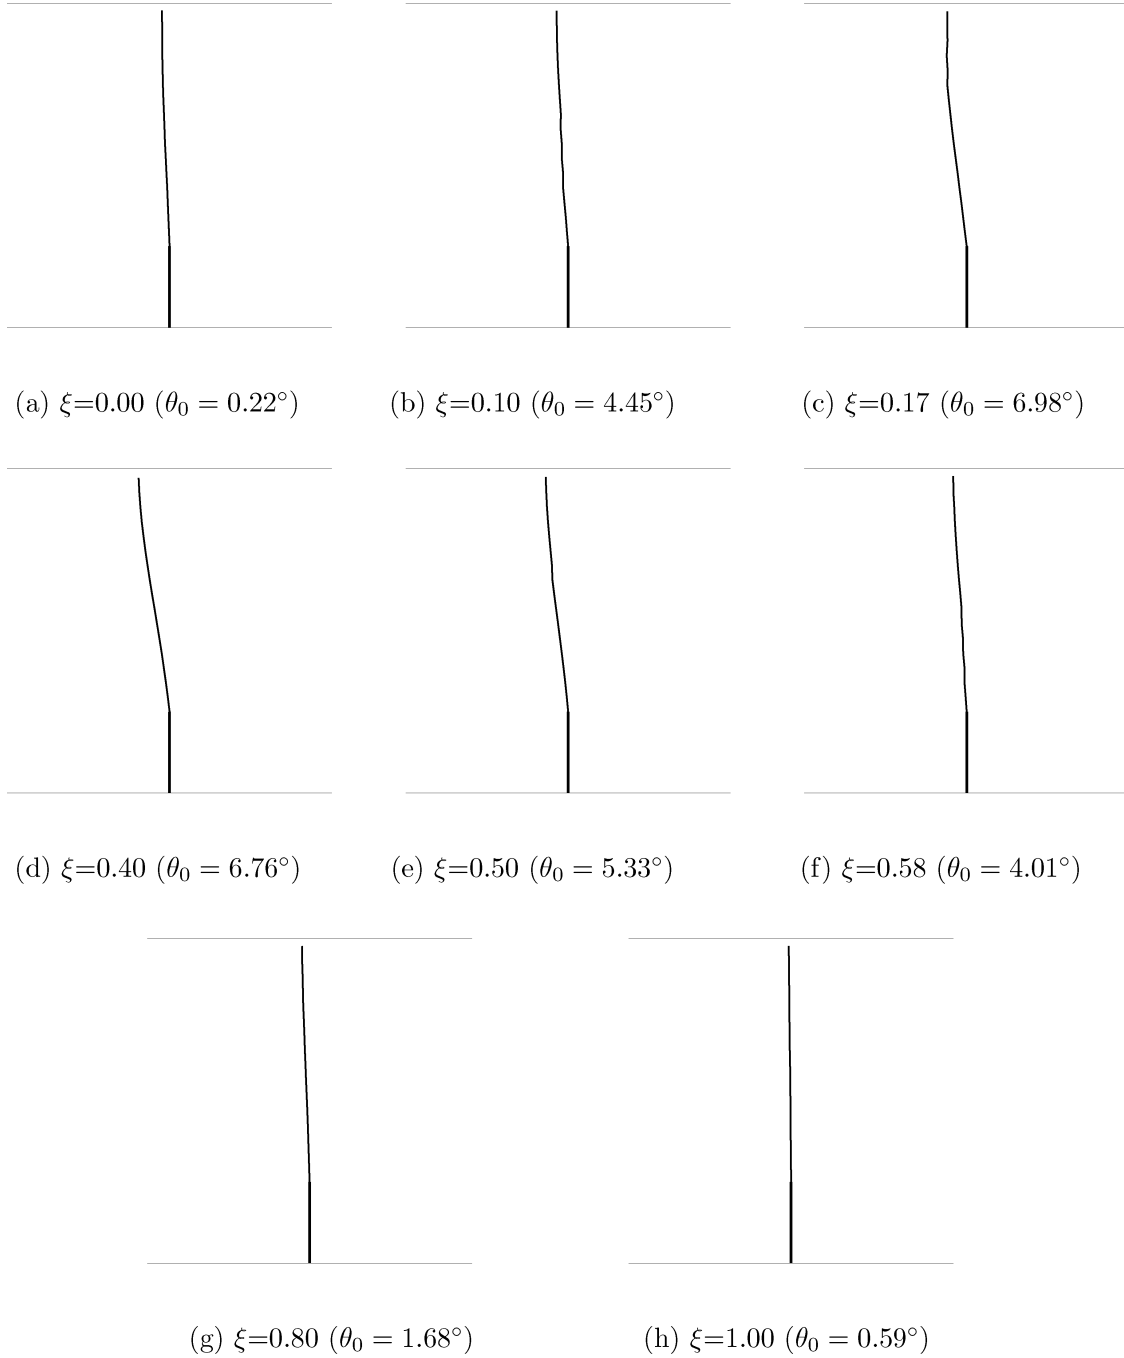 (a) ξ=0.00 (θ₀ = 0.22°)
(b) ξ=0.10 (θ₀ = 4.45°)
(c) ξ=0.17 (θ₀ = 6.98°)
(d) ξ=0.40 (θ₀ = 6.76°)
(e) ξ=0.50 (θ₀ = 5.33°)
(f) ξ=0.58 (θ₀ = 4.01°)
(g) ξ=0.80 (θ₀ = 1.68°)
(h) ξ=1.00 (θ₀ = 0.59°)